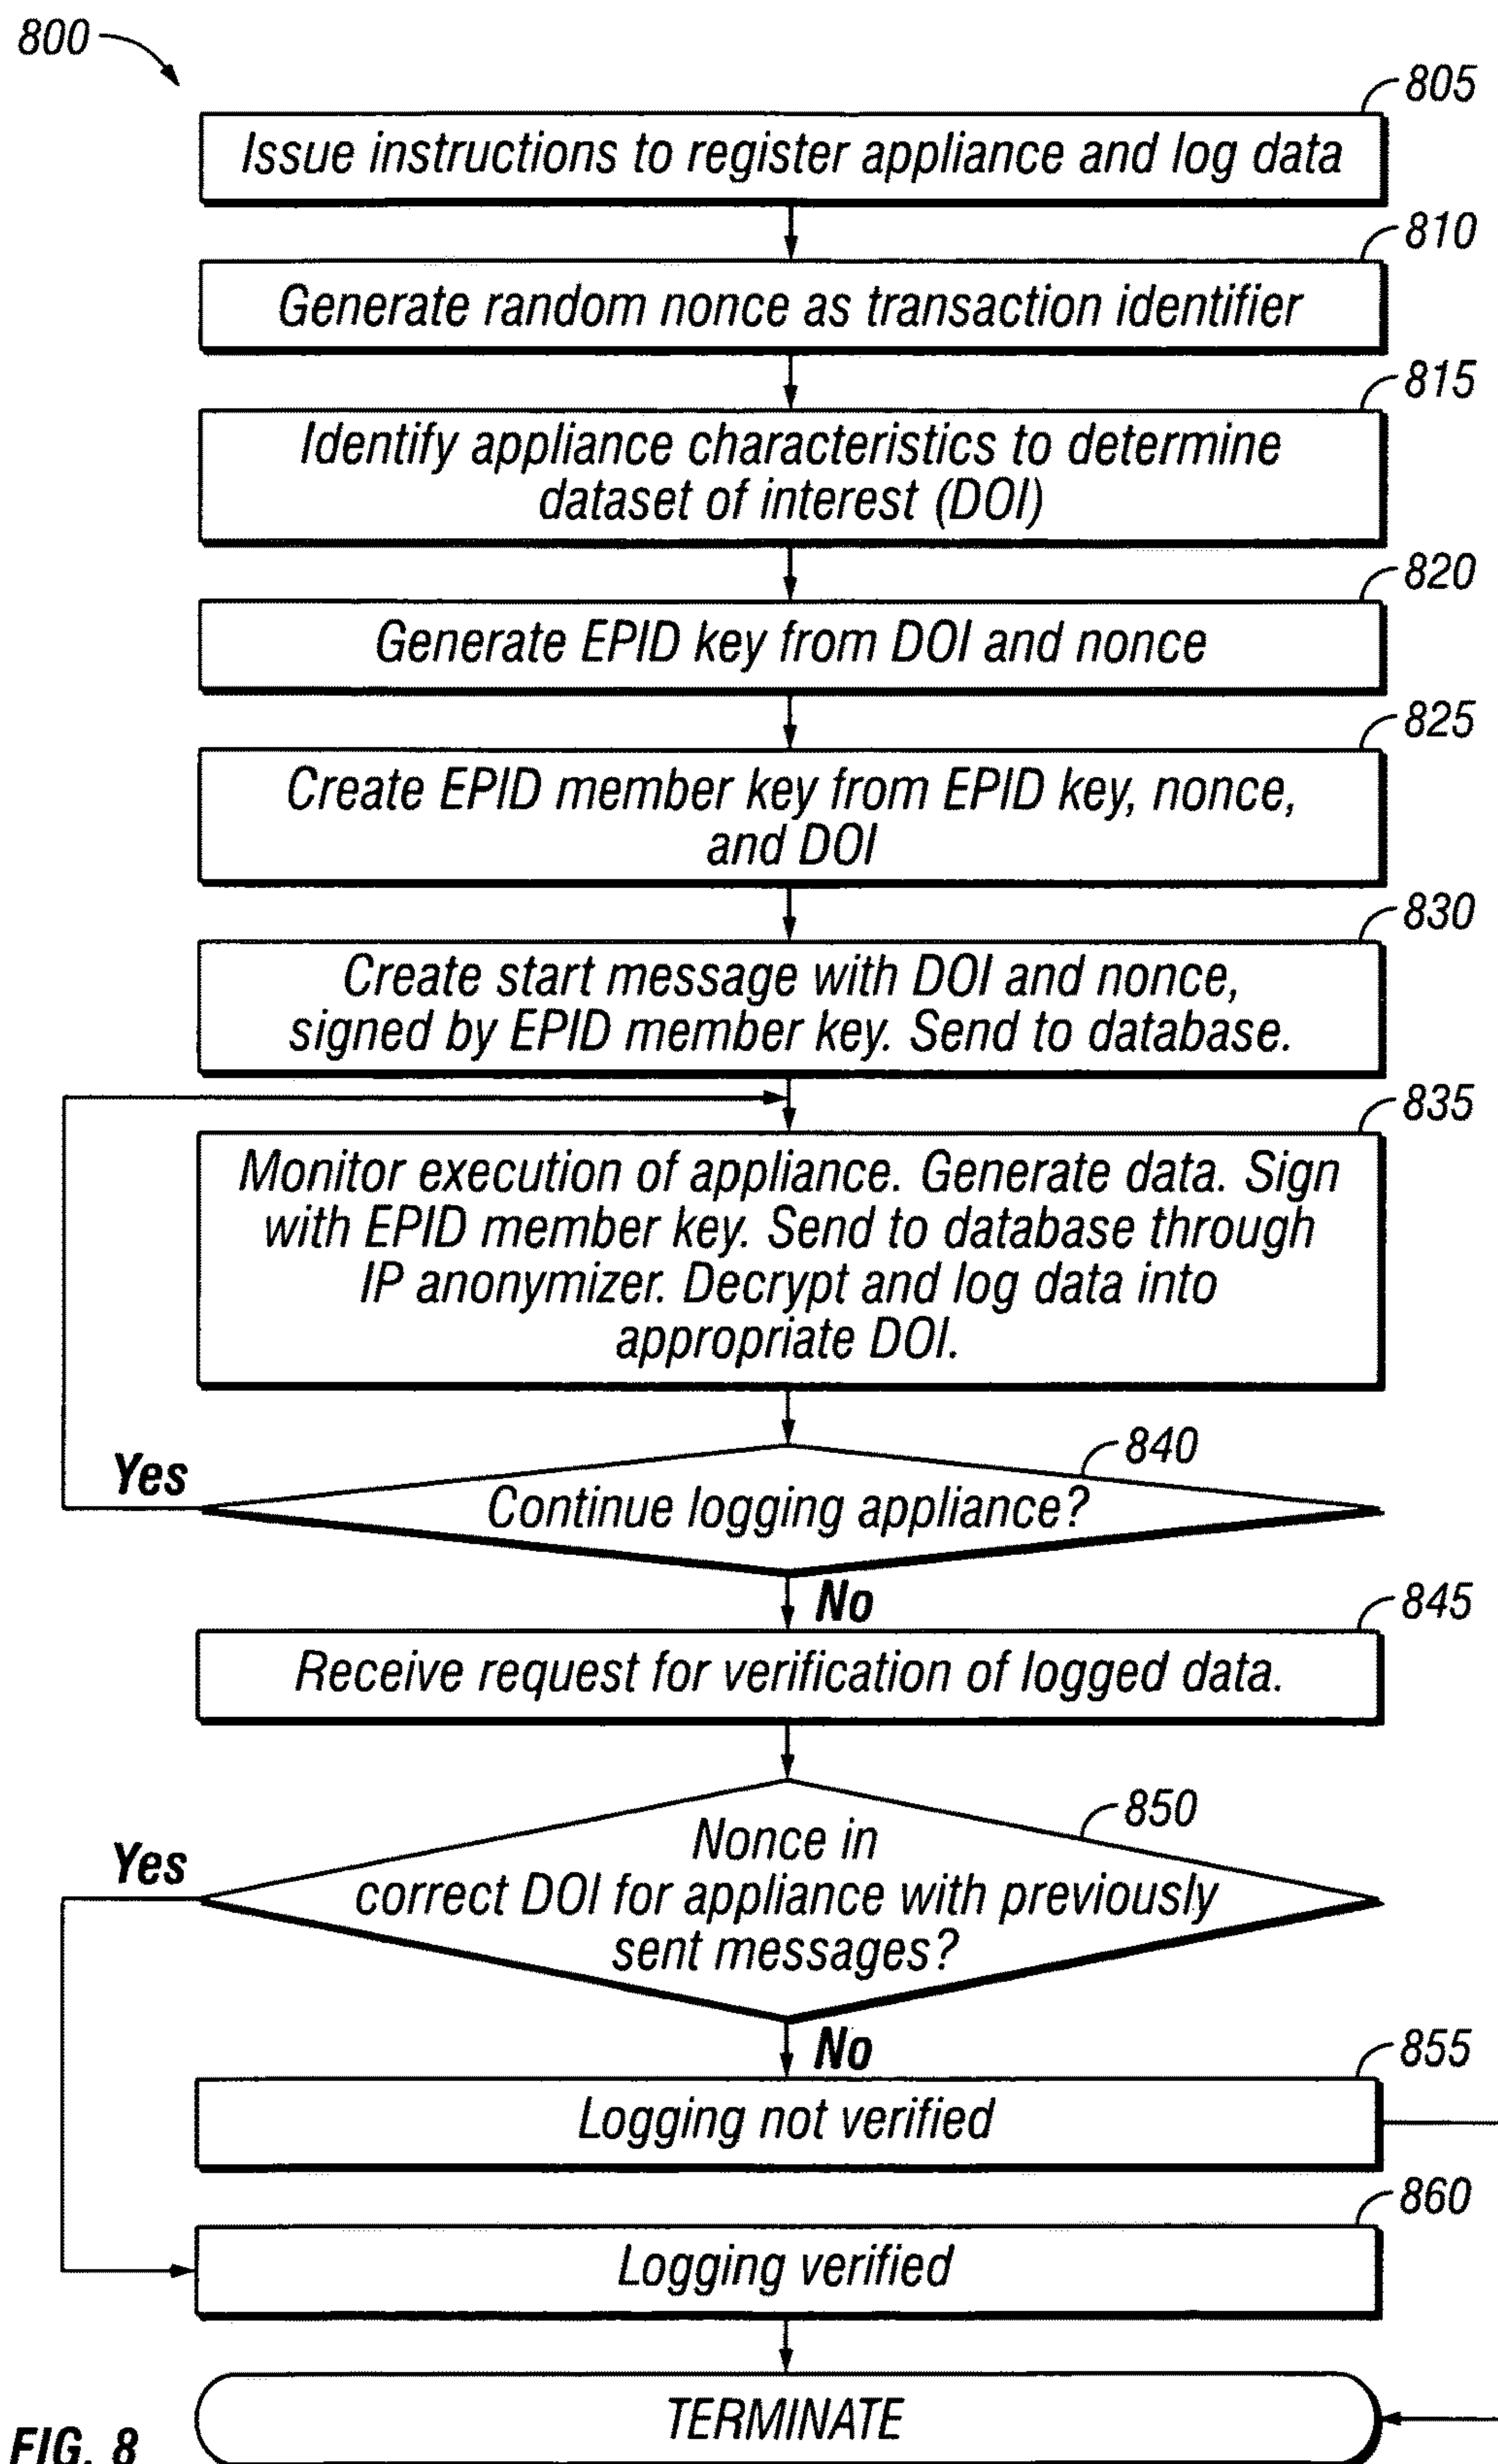 800
805
Issue instructions to register appliance and log data
810
Generate random nonce as transaction identifier
815
Identify appliance characteristics to determine
dataset of interest (DOI)
820
Generate EPID key from DOI and nonce
825
Create EPID member key from EPID key, nonce,
and DOI
830
Create start message with DOI and nonce,
signed by EPID member key. Send to database.
835
Monitor execution of appliance. Generate data. Sign
with EPID member key. Send to database through
IP anonymizer. Decrypt and log data into
appropriate DOI.
840
Yes
Continue logging appliance?
No
845
Receive request for verification of logged data.
850
Yes
Nonce in
correct DOI for appliance with previously
sent messages?
No
855
Logging not verified
860
Logging verified
TERMINATE
FIG. 8